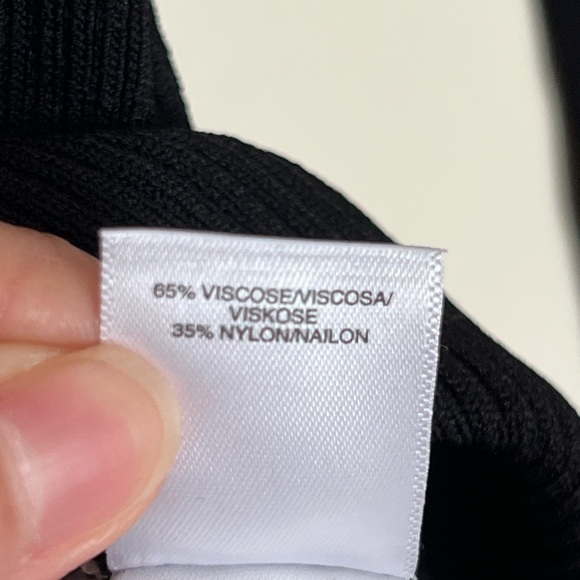 65% VISCOSE/VISCOSA/
VISKOSE
35% NYLON/NAILON